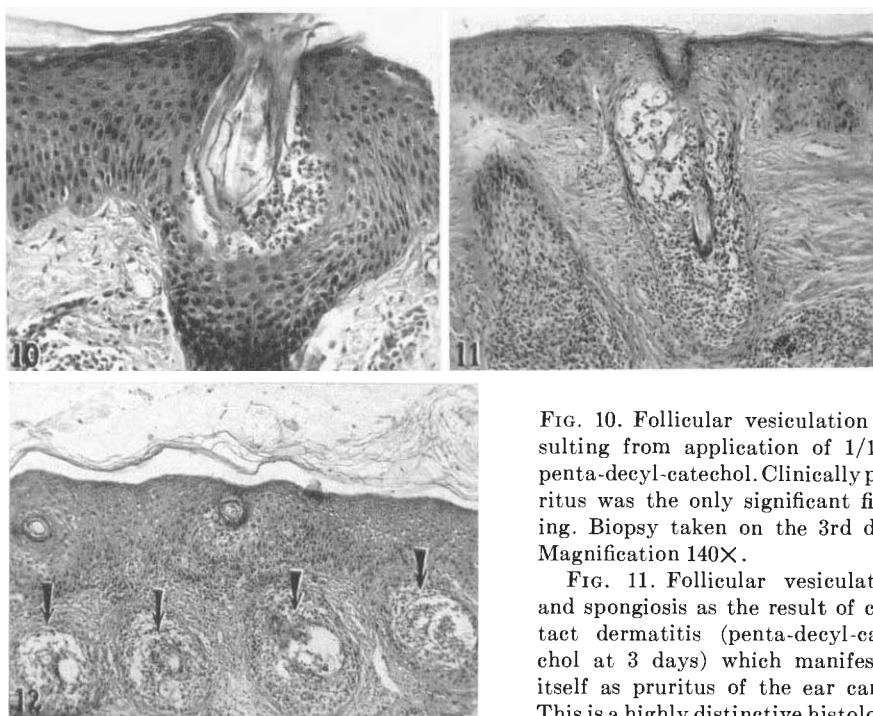 10
11
12
FIG. 10. Follicular vesiculation
sulting from application of 1/1
penta-decyl-catechol. Clinically p
ritus was the only significant fi
ing. Biopsy taken on the 3rd d
Magnification 140×.
FIG. 11. Follicular vesiculat
and spongiosis as the result of c
tact dermatitis (penta-decyl-ca
chol at 3 days) which manifes
itself as pruritus of the ear can
This is a highly distinctive histolo